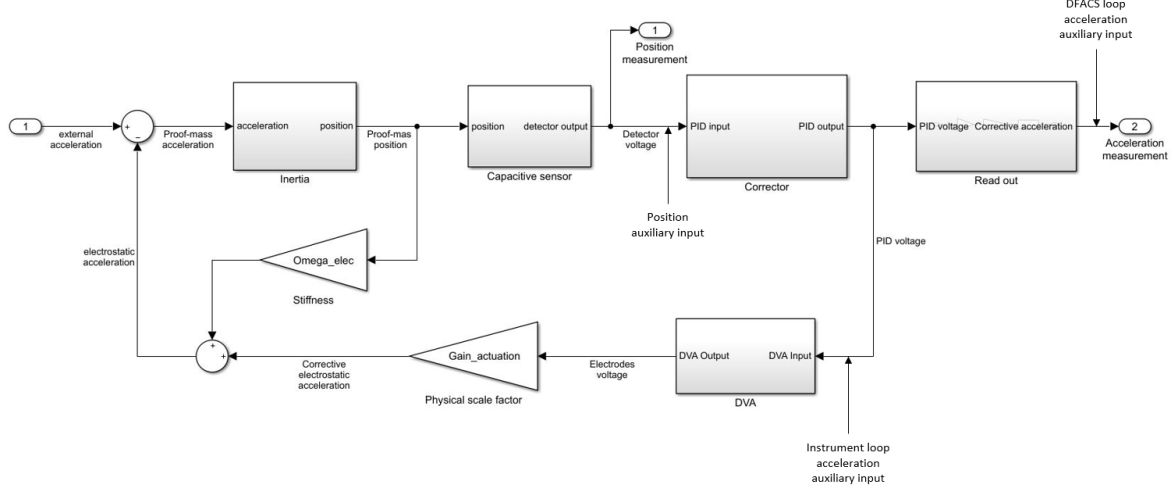 DFACS loop
acceleration
auxiliary input
1
Position
measurement
1
external
acceleration
+
−
Proof-mass
acceleration
acceleration
position
Inertia
Proof-mas
position
position
detector output
Capacitive sensor
Detector
voltage
PID input
PID output
Corrector
PID voltage
Corrective acceleration
Read out
2
Acceleration
measurement
Position
auxiliary input
electrostatic
acceleration
Omega_elec
Stiffness
PID voltage
+
+
Corrective
electrostatic
acceleration
Gain_actuation
Physical scale factor
Electrodes
voltage
DVA Output
DVA Input
DVA
Instrument loop
acceleration
auxiliary input